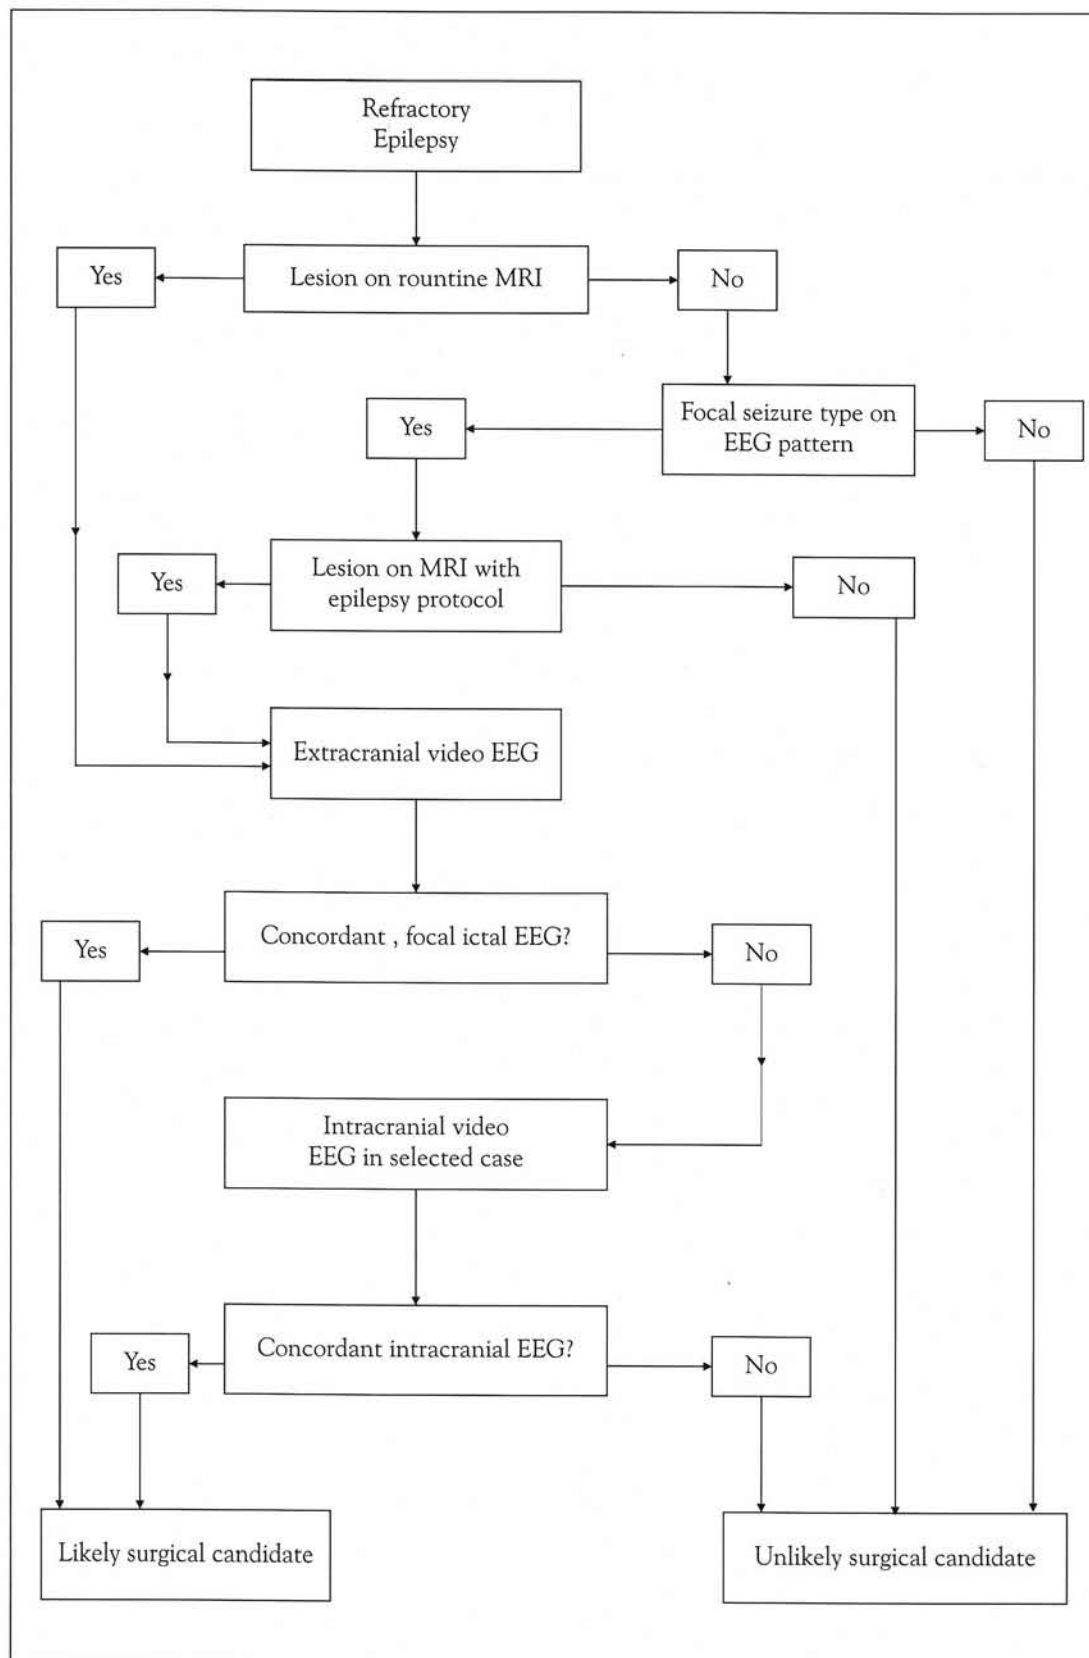 Refractory
Epilepsy
Yes
Lesion on rountine MRI
No
Yes
Focal seizure type on
EEG pattern
No
Yes
Lesion on MRI with
epilepsy protocol
No
Extracranial video EEG
Yes
Concordant , focal ictal EEG?
No
Intracranial video
EEG in selected case
Yes
Concordant intracranial EEG?
No
Likely surgical candidate
Unlikely surgical candidate